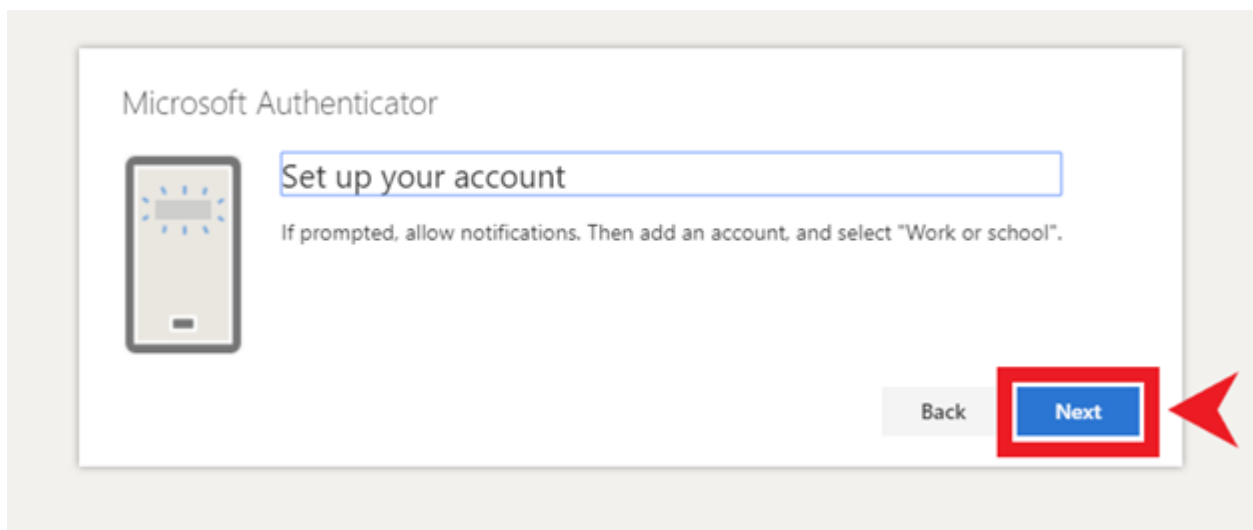 Microsoft Authenticator
Set up your account
If prompted, allow notifications. Then add an account, and select "Work or school".
Back
Next